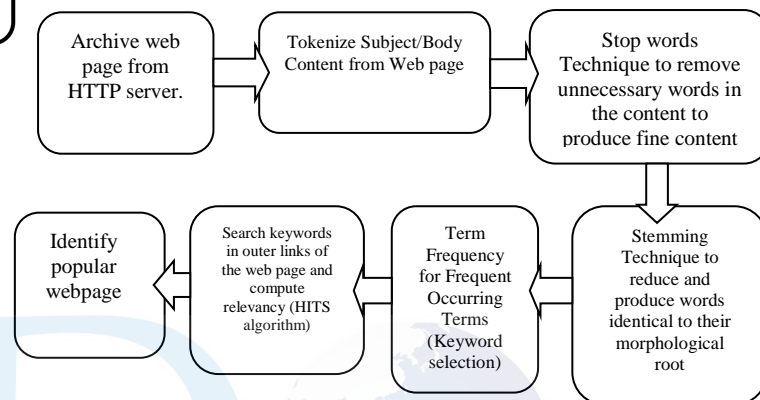 Archive web
page from
HTTP server.
Tokenize Subject/Body
Content from Web page
Stop words
Technique to remove
unnecessary words in
the content to
produce fine content
Stemming
Technique to
reduce and
produce words
identical to their
morphological
root
Term
Frequency
for Frequent
Occurring
Terms
(Keyword
selection)
Search keywords
in outer links of
the web page and
compute
relevancy (HITS
algorithm)
Identify
popular
webpage